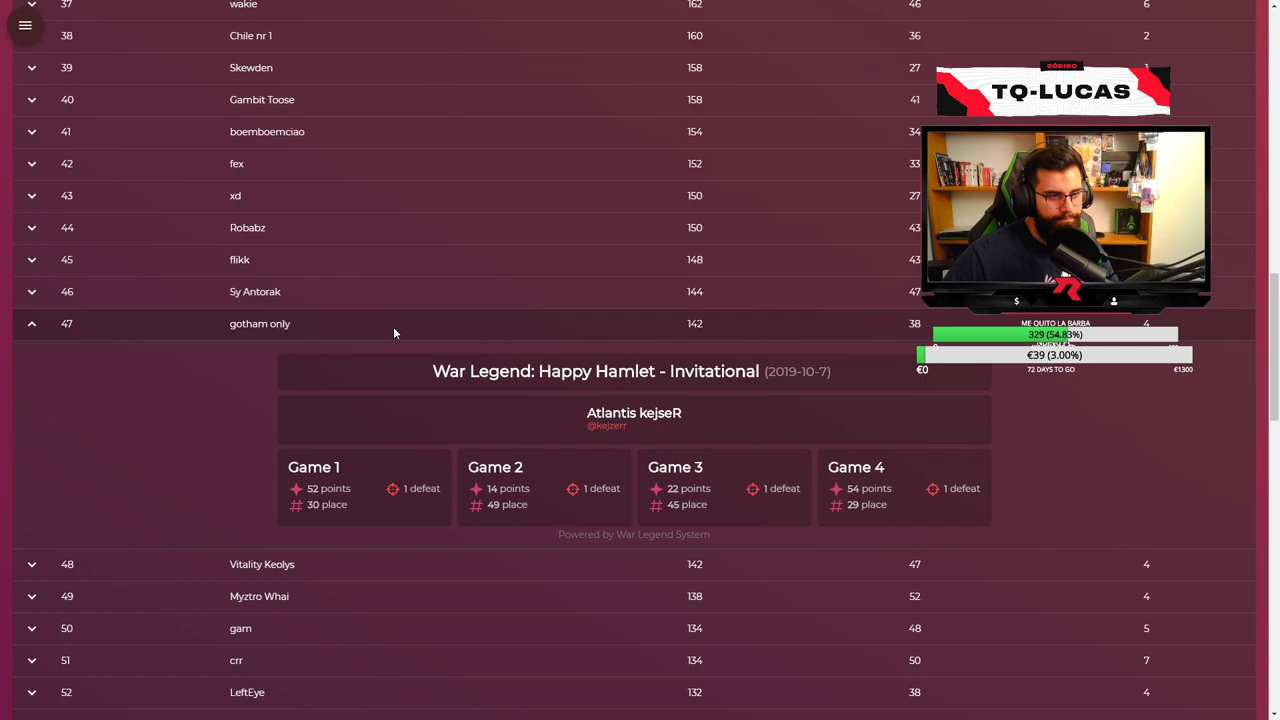 37 wakie 162 46 6
38 Chile nr 1 160 36 2
39 Skewden 158 27
CÓDIGO
TQ-LUCAS
40 Gambit Toose 158 41
41 boemboemciao 154 34
42 fex 152 33
43 xd 150 27
44 Robabz 150 43
45 flikk 148 43
46 Sy Antorak 144 47
$
47 gotham only 142 38 4
ME QUITO LA BARBA
329 (54.83%)
€39 (3.00%)
€0 72 DAYS TO GO €1300
War Legend: Happy Hamlet - Invitational (2019-10-7)
Atlantis kejseR
@kejzerr
Game 1
52 points 1 defeat
# 30 place
Game 2
14 points 1 defeat
# 49 place
Game 3
22 points 1 defeat
# 45 place
Game 4
54 points 1 defeat
# 29 place
Powered by War Legend System
48 Vitality Keolys 142 47 4
49 Myztro Whai 138 52 4
50 gam 134 48 5
51 crr 134 50 7
52 LeftEye 132 38 4